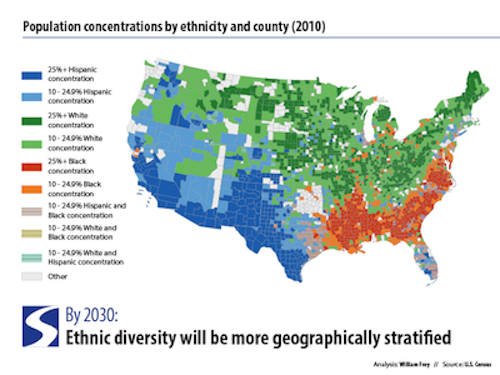 Population concentrations by ethnicity and county (2010)
25%+ Hispanic
concentration
10 - 24.9% Hispanic
concentration
25%+ White
concentration
10 - 24.9% White
concentration
25%+ Black
concentration
10 - 24.9% Black
concentration
10 - 24.9% Hispanic and
Black concentration
10 - 24.9% White and
Black concentration
10 - 24.9% White and
Hispanic concentration
Other
By 2030:
Ethnic diversity will be more geographically stratified
Analysis: William Frey // Source: U.S. Census